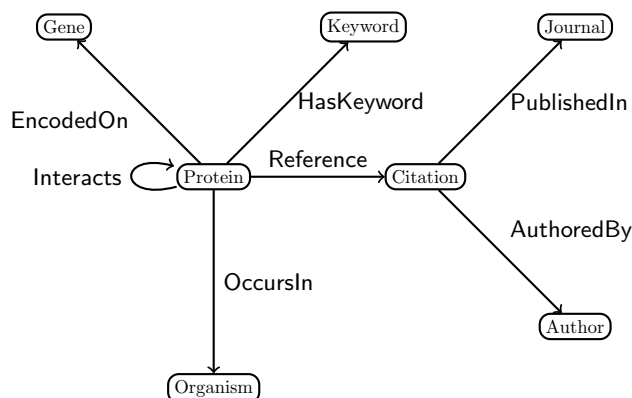 Gene
Keyword
Journal
HasKeyword
PublishedIn
EncodedOn
Reference
Interacts
Protein
Citation
AuthoredBy
OccursIn
Author
Organism